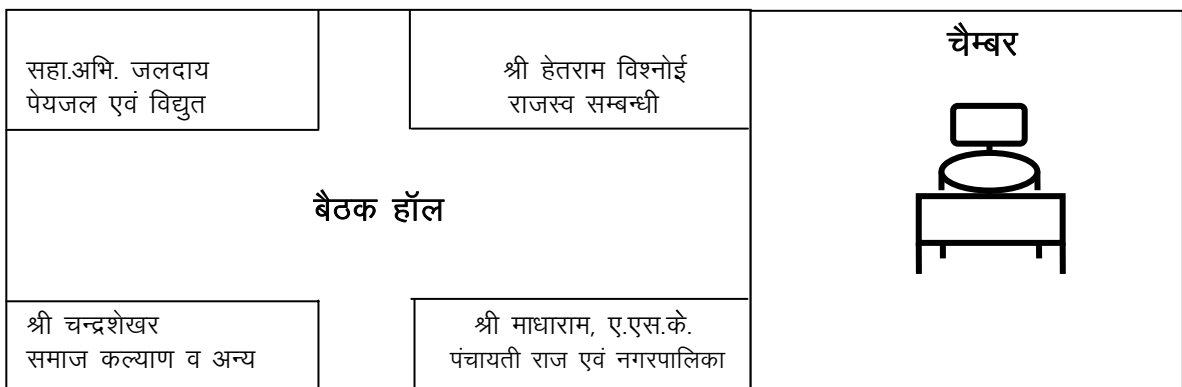 सहा.अभि. जलदाय
पेयजल एवं विद्युत
श्री हेतराम विश्नोई
राजस्व सम्बन्धी
चैम्बर
बैठक हॉल
श्री चन्द्रशेखर
समाज कल्याण व अन्य
श्री माधाराम, ए.एस.के.
पंचायती राज एवं नगरपालिका